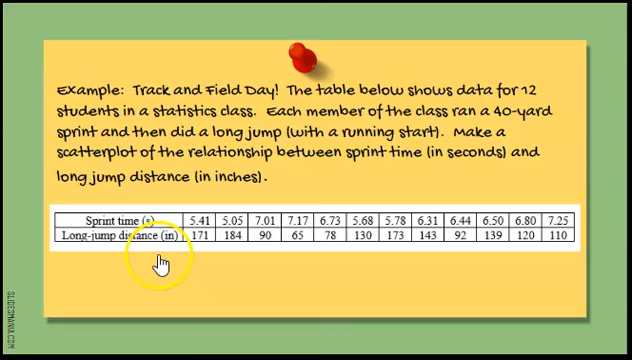 Example: Track and Field Day! The table below shows data for 12
students in a statistics class. Each member of the class ran a 40-yard
sprint and then did a long jump (with a running start). Make a
scatterplot of the relationship between sprint time (in seconds) and
long jump distance (in inches).
Sprint time (s) 5.41 5.05 7.01 7.17 6.73 5.68 5.78 6.31 6.44 6.50 6.80 7.25
Long-jump distance (in) 171 184 90 65 78 130 173 143 92 139 120 110
SLIDESMANIA.COM